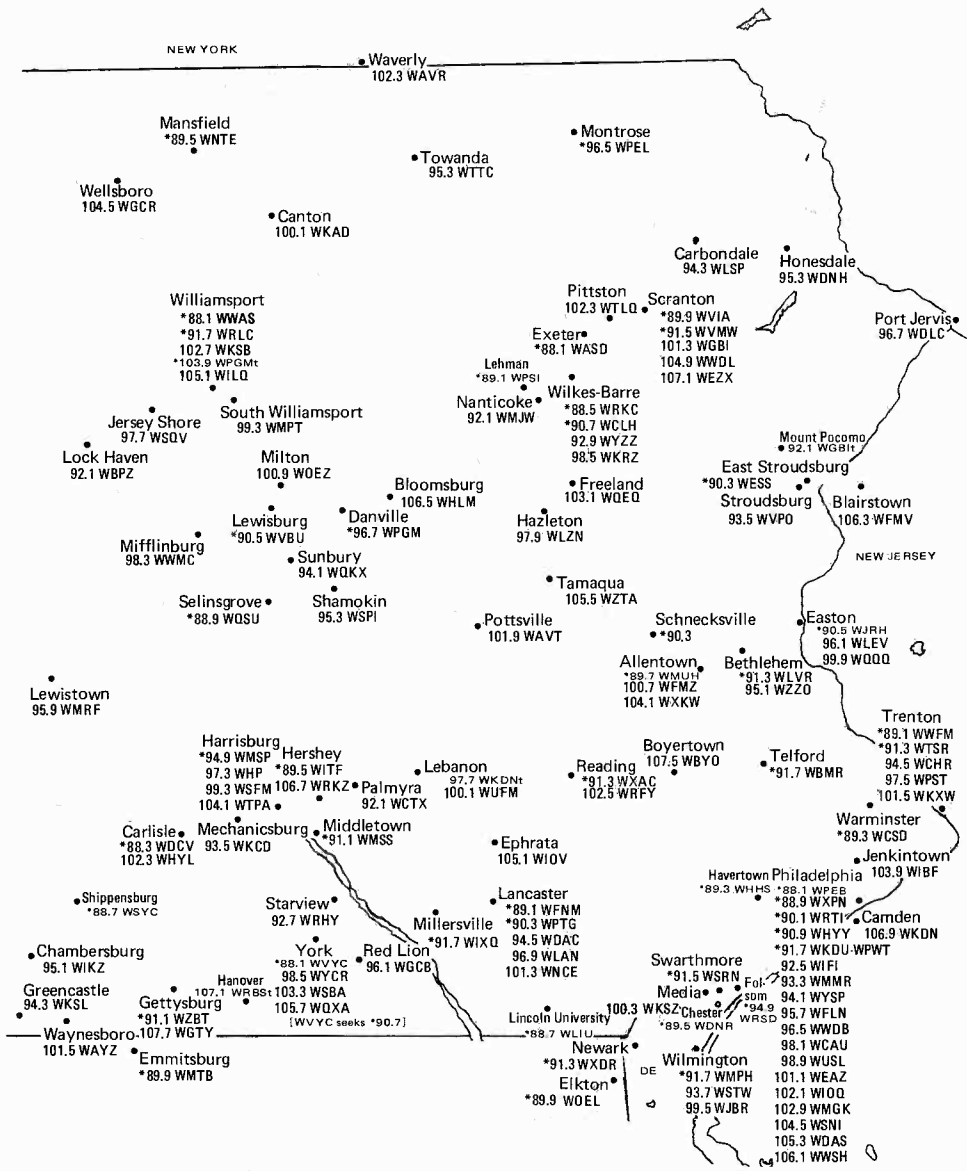 NEW YORK
Waverly
102.3 WAVR
Mansfield
*89.5 WNTE
Montrose
*96.5 WPEL
Towanda
95.3 WTTC
Wellsboro
104.5 WGCR
Canton
100.1 WKAD
Carbondale
94.3 WLSP
Honesdale
95.3 WDNH
Williamsport
*88.1 WWAS
*91.7 WRLC
102.7 WKSB
*103.9 WPGMt
105.1 WILQ
Pittston
102.3 WTLQ
Scranton
*89.9 WVIA
*91.5 WVMW
101.3 WGBI
104.9 WWDL
107.1 WEZX
Port Jervis
96.7 WDLC
Exeter
*88.1 WASD
Lehman
*89.1 WPSI
Nanticoke
92.1 WMJW
Wilkes-Barre
*88.5 WRKC
*90.7 WCLH
92.9 WYZZ
98.5 WKRZ
Jersey Shore
97.7 WSQV
South Williamsport
99.3 WMPT
Lock Haven
92.1 WBPZ
Milton
100.9 WOEZ
Mount Pocomo
92.1 WGBIt
East Stroudsburg
*90.3 WESS
Stroudsburg
93.5 WVPO
Blairstown
106.3 WFMV
Bloomsburg
106.5 WHLM
Freeland
103.1 WQEQ
Lewisburg
*90.5 WVBU
Danville
*96.7 WPGM
Hazleton
97.9 WLZN
Mifflinburg
98.3 WWMC
Sunbury
94.1 WQKX
NEW JERSEY
Selinsgrove
*88.9 WQSU
Shamokin
95.3 WSPI
Tamaqua
105.5 WZTA
Pottsville
101.9 WAVT
Schnecksville
*90.3
Easton
*90.5 WJRH
96.1 WLEV
99.9 WQQQ
Allentown
*89.7 WMUH
100.7 WFMZ
104.1 WXKW
Bethlehem
*91.3 WLVR
95.1 WZZO
Lewistown
95.9 WMRF
Trenton
*89.1 WWFM
*91.3 WTSR
94.5 WCHR
97.5 WPST
101.5 WKXW
Harrisburg
*94.9 WMSP
97.3 WHP
99.3 WSFM
104.1 WTPA
Hershey
*89.5 WITF
106.7 WRKZ
Palmyra
92.1 WCTX
Lebanon
97.7 WKDNt
100.1 WUFM
Reading
*91.3 WXAC
102.5 WRFY
Boyertown
107.5 WBYO
Telford
*91.7 WBMR
Warminster
*89.3 WCSD
Carlisle
*88.3 WDCV
102.3 WHYL
Mechanicsburg
93.5 WKCD
Middletown
*91.1 WMSS
Ephrata
105.1 WIOV
Jenkintown
103.9 WIBF
Shippensburg
*88.7 WSYC
Starview
92.7 WRHY
Millersville
*91.7 WIXQ
Lancaster
*89.1 WFNM
*90.3 WPTG
94.5 WDAC
96.9 WLAN
101.3 WNCE
Havertown
*89.3 WHHS
Philadelphia
*88.1 WPEB
*88.9 WXPN
*90.1 WRTI
*90.9 WHYY
*91.7 WKDU-WPWT
92.5 WIFI
93.3 WMMR
94.1 WYSP
95.7 WFLN
96.5 WWDB
98.1 WCAU
98.9 WUSL
101.1 WEAZ
102.1 WIOQ
102.9 WMGK
104.5 WSNI
105.3 WDAS
106.1 WWSH
Camden
106.9 WKDN
Chambersburg
95.1 WIKZ
York
*88.1 WVYC
98.5 WYCR
103.3 WSBA
105.7 WQXA
[WVYC seeks *90.7]
Red Lion
96.1 WGCB
Swarthmore
*91.5 WSRN
Greencastle
94.3 WKSL
Hanover
107.1 WRBSt
Gettysburg
*91.1 WZBT
107.7 WGTY
Media
100.3 WKSZ
Chester
*89.5 WDNR
Fol-
som
*94.9
WRSD
Waynesboro
101.5 WAYZ
Lincoln University
*88.7 WLIU
Emmitsburg
*89.9 WMTB
Newark
*91.3 WXDR
DE
Wilmington
*91.7 WMPH
93.7 WSTW
99.5 WJBR
Elkton
*89.9 WOEL